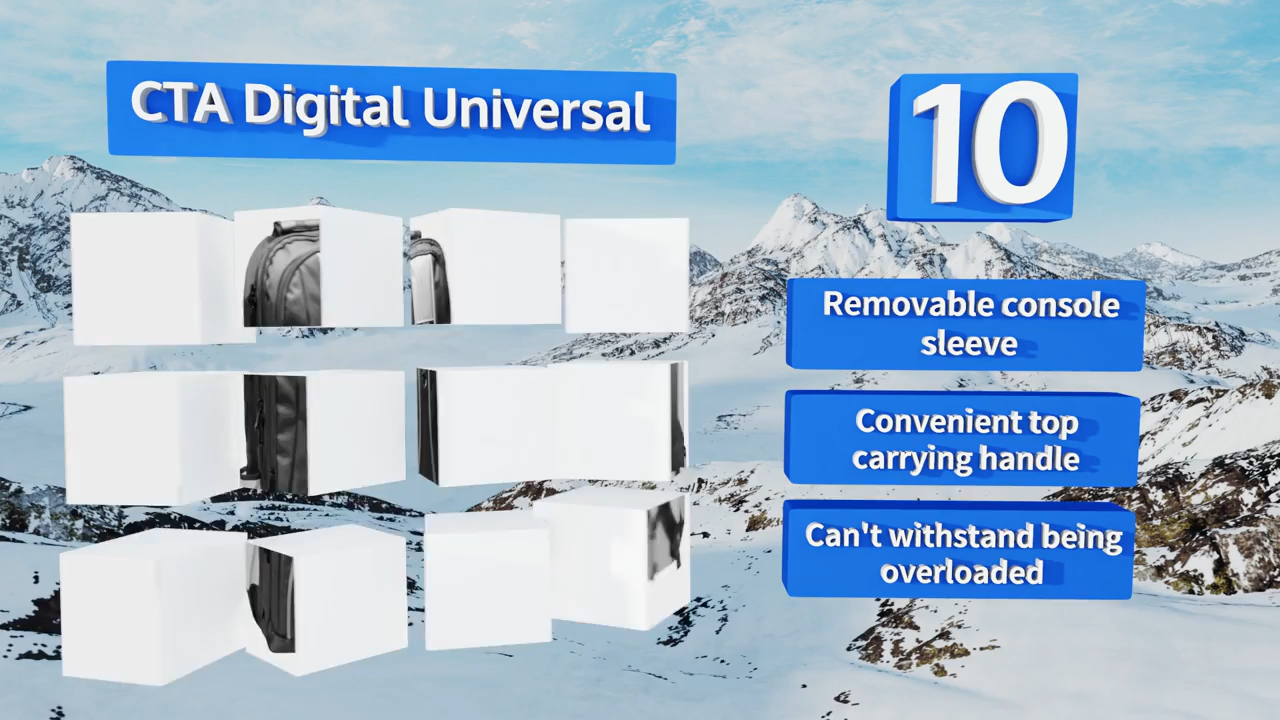 CTA Digital Universal
10
Removable console
sleeve
Convenient top
carrying handle
Can't withstand being
overloaded